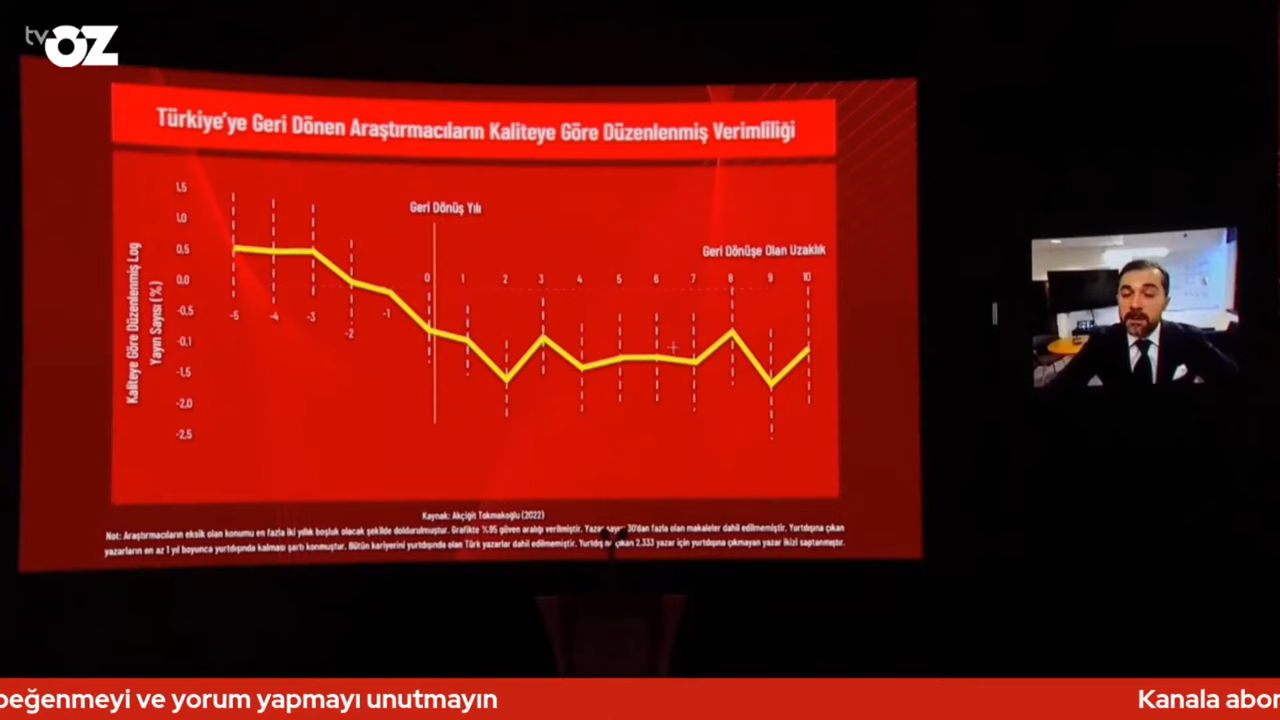 tv
ÖZ
Türkiye'ye Geri Dönen Araştırmacıların Kaliteye Göre Düzenlenmiş Verimliliği
Kaliteye Göre Düzenlenmiş Log
Yayın Sayısı (%)
1,5
1,0
0,5
0,0
-0,5
-0,1
-1,5
-2,0
-2,5
Geri Dönüş Yılı
Geri Dönüşe Olan Uzaklık
-5
-4
-3
-2
-1
0
1
2
3
4
5
6
7
8
9
10
Kaynak: Akçiğit Tokmakoğlu (2022)
Not: Araştırmacıların eksik olan konumu en fazla iki yıllık boşluk olacak şekilde doldurulmuştur. Grafikte %95 güven aralığı verilmiştir. Yazar sayısı 30'dan fazla olan makaleler dahil edilmemiştir. Yurtdışına çıkan
yazarların en az 1 yıl boyunca yurtdışında kalması şartı konmuştur. Bütün kariyerini yurtdışında olan Türk yazarlar dahil edilmemiştir. çıkan 2.333 yazar için yurtdışına çıkmayan yazar ikizi saptanmıştır.
beğenmeyi ve yorum yapmayı unutmayın
Kanala abon